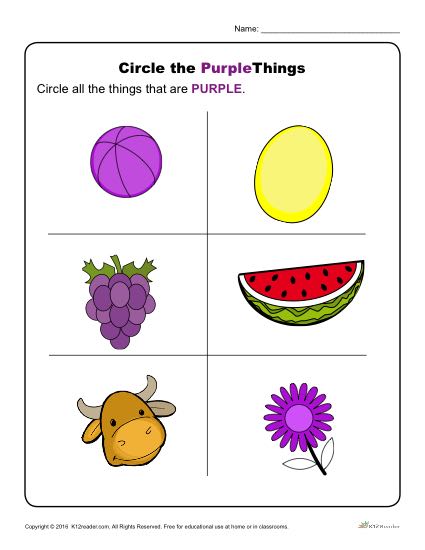 Name: ________________________________
Circle the PurpleThings
Circle all the things that are PURPLE.
Copyright © 2016 K12reader.com. All Rights Reserved. Free for educational use at home or in classrooms.
K12Reader